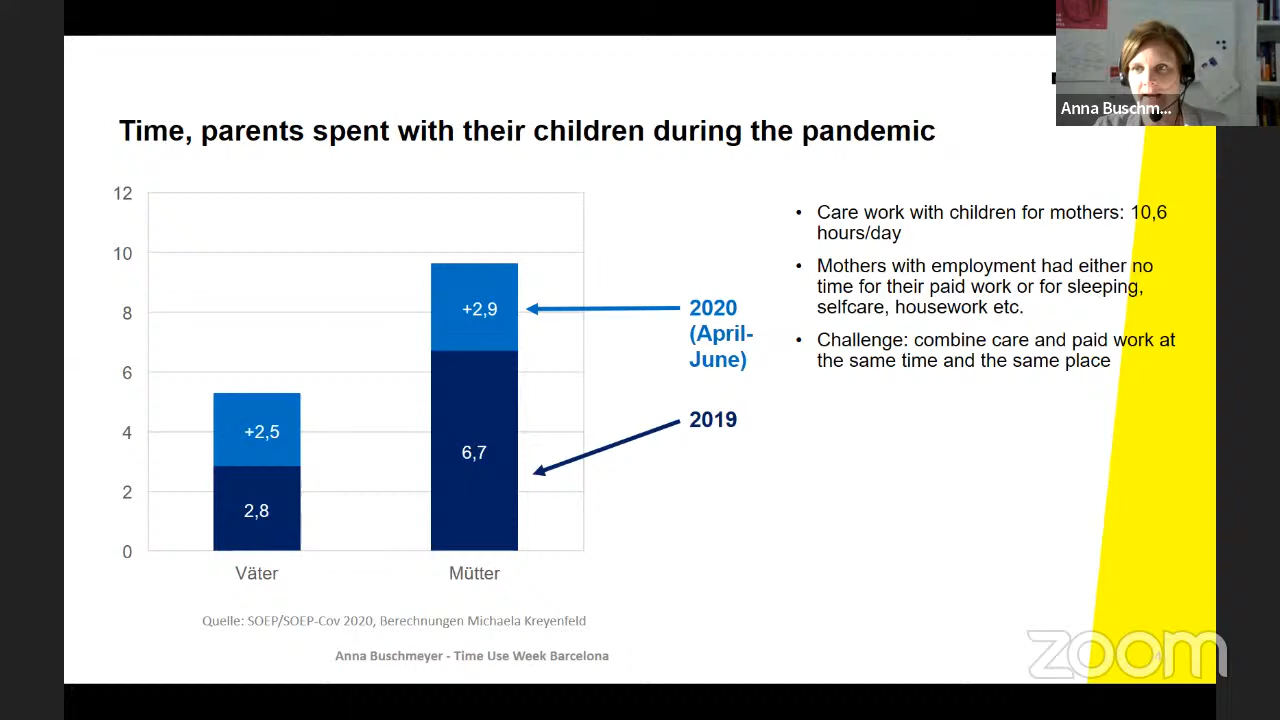 Anna Buschm...
Time, parents spent with their children during the pandemic
12
10
8
6
4
2
0
+2,5
2,8
+2,9
6,7
Väter
Mütter
2020
(April-
June)
2019
• Care work with children for mothers: 10,6
hours/day
• Mothers with employment had either no
time for their paid work or for sleeping,
selfcare, housework etc.
• Challenge: combine care and paid work at
the same time and the same place
Quelle: SOEP/SOEP-Cov 2020, Berechnungen Michaela Kreyenfeld
Anna Buschmeyer - Time Use Week Barcelona
4
zoom